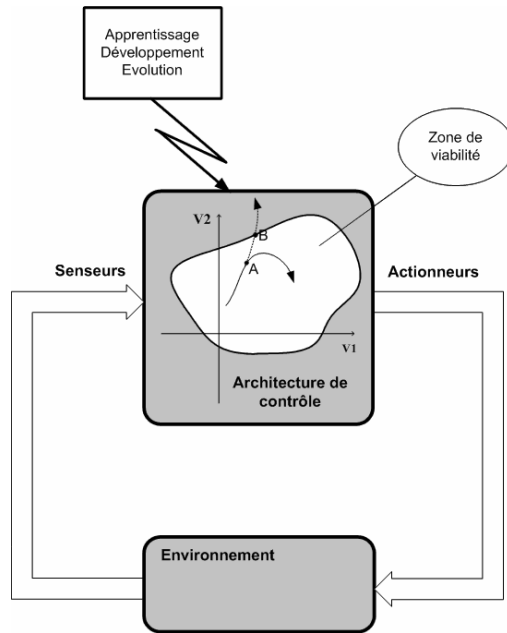 Apprentissage
Développement
Evolution
Zone de
viabilité
V2
B
A
Senseurs
Actionneurs
V1
Architecture de
contrôle
Environnement